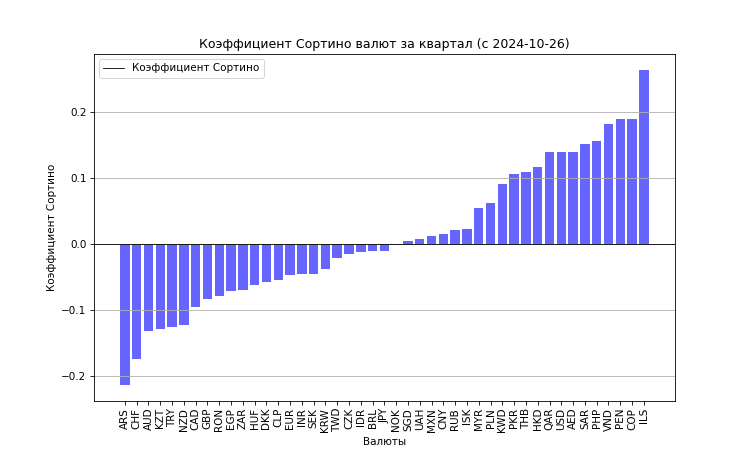 Коэффициент Сортино валют за квартал (с 2024-10-26)
Коэффициент Сортино
Коэффициент Сортино
0.2
0.1
0.0
−0.1
−0.2
ARS CHF AUD KZT TRY NZD CAD GBP RON EGP ZAR HUF DKK CLP EUR INR SEK KRW TWD CZK IDR BRL JPY NOK SGD UAH MXN CNY RUB ISK MYR PLN KWD PKR THB HKD QAR USD AED SAR PHP VND PEN COP ILS
Валюты